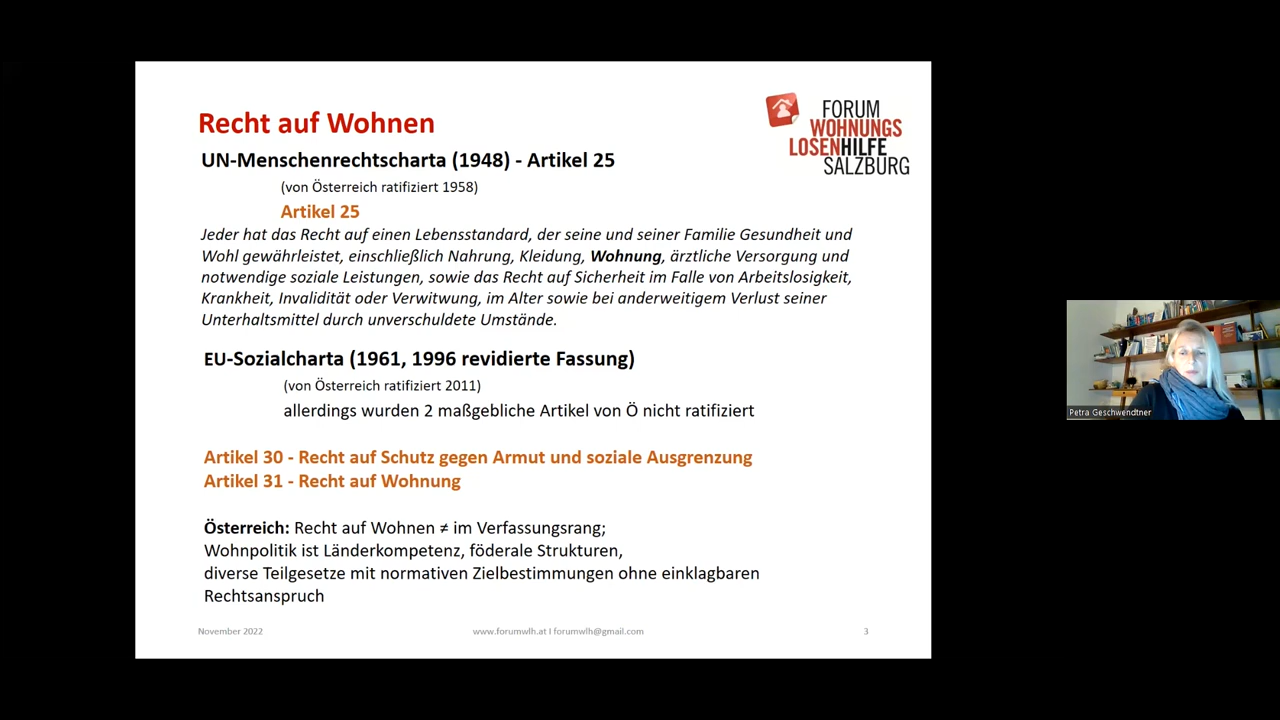 Recht auf Wohnen
FORUM
WOHNUNGS
LOSENHILFE
SALZBURG
UN-Menschenrechtscharta (1948) - Artikel 25
(von Österreich ratifiziert 1958)
Artikel 25
Jeder hat das Recht auf einen Lebensstandard, der seine und seiner Familie Gesundheit und
Wohl gewährleistet, einschließlich Nahrung, Kleidung, Wohnung, ärztliche Versorgung und
notwendige soziale Leistungen, sowie das Recht auf Sicherheit im Falle von Arbeitslosigkeit,
Krankheit, Invalidität oder Verwitwung, im Alter sowie bei anderweitigem Verlust seiner
Unterhaltsmittel durch unverschuldete Umstände.
EU-Sozialcharta (1961, 1996 revidierte Fassung)
(von Österreich ratifiziert 2011)
allerdings wurden 2 maßgebliche Artikel von Ö nicht ratifiziert
Artikel 30 - Recht auf Schutz gegen Armut und soziale Ausgrenzung
Artikel 31 - Recht auf Wohnung
Österreich: Recht auf Wohnen ≠ im Verfassungsrang;
Wohnpolitik ist Länderkompetenz, föderale Strukturen,
diverse Teilgesetze mit normativen Zielbestimmungen ohne einklagbaren
Rechtsanspruch
November 2022
www.forumwlh.at I forumwlh@gmail.com
3
Petra Geschwendtner